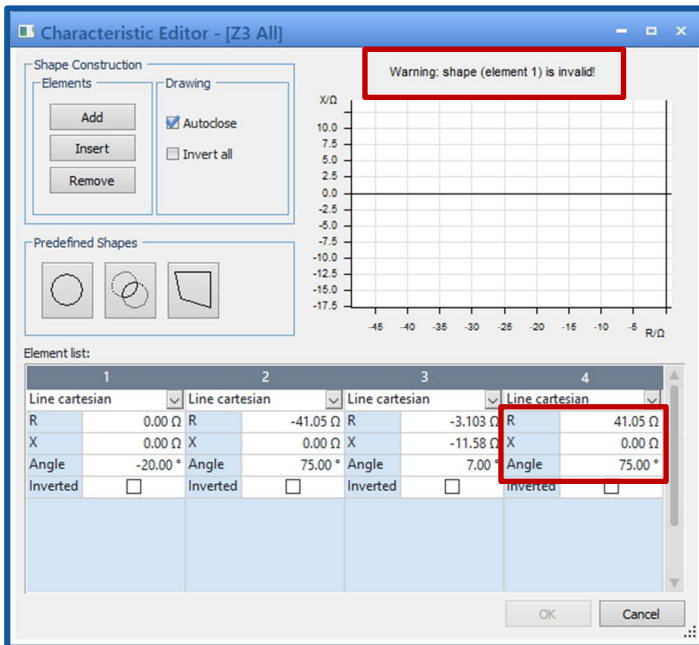 Characteristic Editor - [Z3 All]
Shape Construction
Elements
Add
Insert
Remove
Drawing
Autoclose
Invert all
Predefined Shapes
Warning: shape (element 1) is invalid!
X/Ω
10.0
7.5
5.0
2.5
0.0
-2.5
-5.0
-7.5
-10.0
-12.5
-15.0
-17.5
-45 -40 -35 -30 -25 -20 -15 -10 -5 R/Ω
Element list:
1 2 3 4
Line cartesian Line cartesian Line cartesian Line cartesian
R 0.00 Ω R -41.05 Ω R -3.103 Ω R 41.05 Ω
X 0.00 Ω X 0.00 Ω X -11.58 Ω X 0.00 Ω
Angle -20.00 ° Angle 75.00 ° Angle 7.00 ° Angle 75.00 °
Inverted Inverted Inverted Inverted
OK Cancel